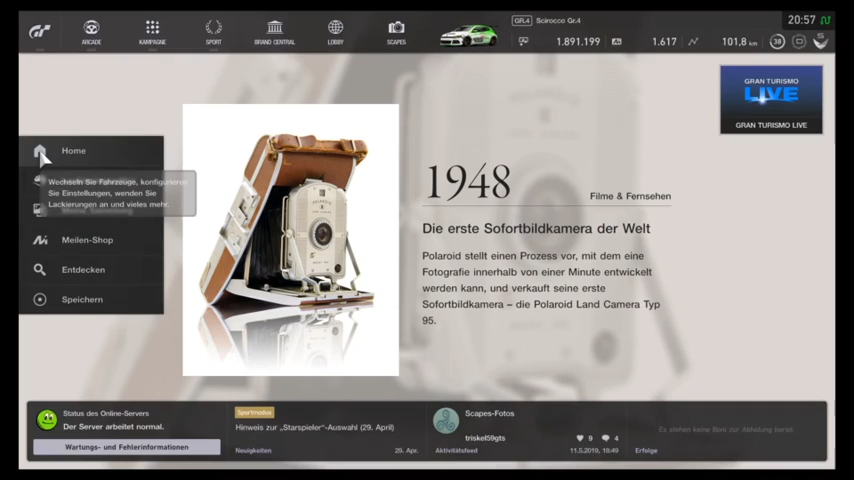 GR.4 Scirocco Gr.4
20:57
ARCADE
KAMPAGNE
SPORT
BRAND CENTRAL
LOBBY
SCAPES
1.891.199
1.617
101,8 km
38
S
GRAN TURISMO
LIVE
GRAN TURISMO LIVE
Home
Wechseln Sie Fahrzeuge, konfigurieren
Sie Einstellungen, wenden Sie
Lackierungen an und vieles mehr.
Meilen-Shop
Entdecken
Speichern
1948
Filme & Fernsehen
Die erste Sofortbildkamera der Welt
Polaroid stellt einen Prozess vor, mit dem eine
Fotografie innerhalb von einer Minute entwickelt
werden kann, und verkauft seine erste
Sofortbildkamera – die Polaroid Land Camera Typ
95.
Status des Online-Servers
Der Server arbeitet normal.
Wartungs- und Fehlerinformationen
Sportmodus
Hinweis zur „Starspieler"-Auswahl (29. April)
Neuigkeiten
29. Apr.
Scapes-Fotos
triskel59gts
9
4
Aktivitätsfeed
11.5.2019, 18:49
Es stehen keine Boni zur Abholung bereit.
Erfolge